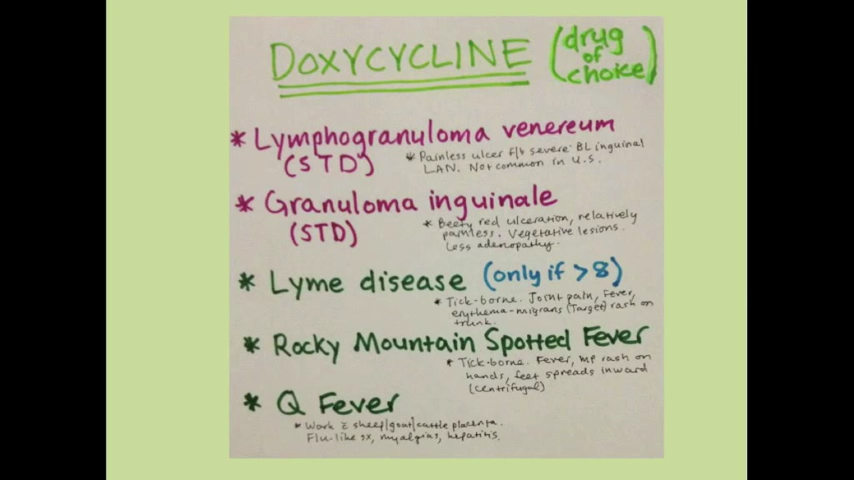 DOXYCYCLINE (drug of choice)
* Lymphogranuloma venereum
(STD)
* Painless ulcer f/b severe BL inguinal
LAN. Not common in U.S.
* Granuloma inguinale
(STD)
* Beefy red ulceration, relatively
painless. Vegetative lesions.
Less adenopathy.
* Lyme disease (only if >8)
* Tick-borne. Joint pain, Fever,
erythema-migrans (Target) rash on
trunk.
* Rocky Mountain Spotted Fever
* Tick-borne. Fever, mp rash on
hands, feet spreads inward
(centrifugal)
* Q Fever
* Work c̄ sheep/goat/cattle placenta.
Flu-like sx, myalgias, hepatitis.